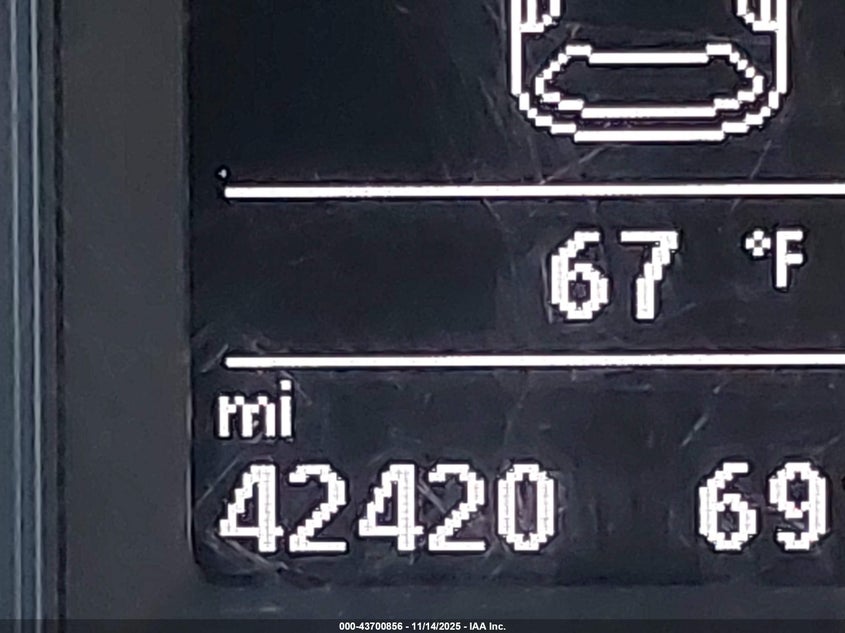 67 °F
mi
42420 69
000-43700856 - 11/14/2025 - IAA Inc.